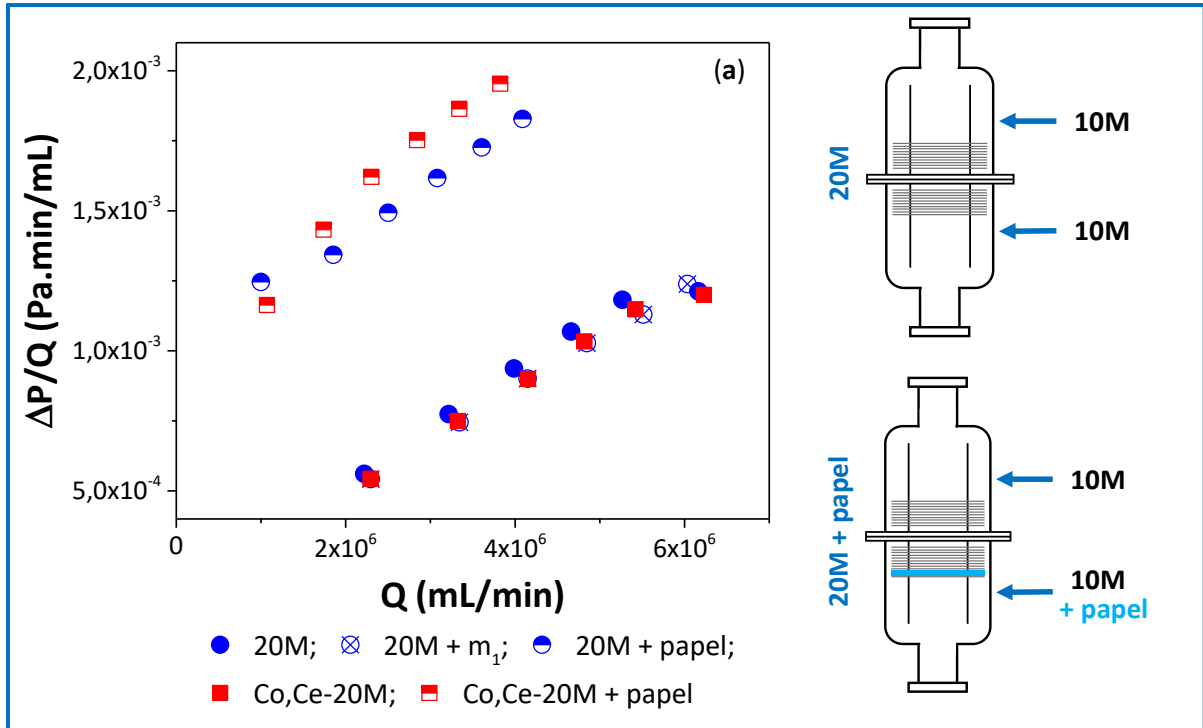 (a)
2,0x10⁻³
1,5x10⁻³
1,0x10⁻³
5,0x10⁻⁴
ΔP/Q (Pa.min/mL)
0
2x10⁶
4x10⁶
6x10⁶
Q (mL/min)
20M; 20M + m₁; 20M + papel;
Co,Ce-20M; Co,Ce-20M + papel
20M
10M
10M
20M + papel
10M
10M
+ papel